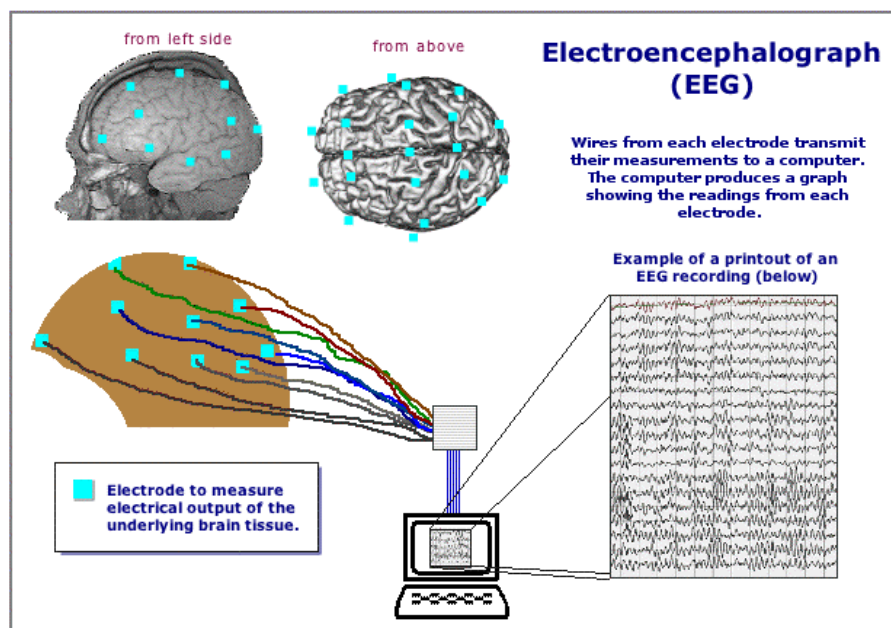 from left side
from above
Electroencephalograph
(EEG)
Wires from each electrode transmit
their measurements to a computer.
The computer produces a graph
showing the readings from each
electrode.
Example of a printout of an
EEG recording (below)
Electrode to measure
electrical output of the
underlying brain tissue.